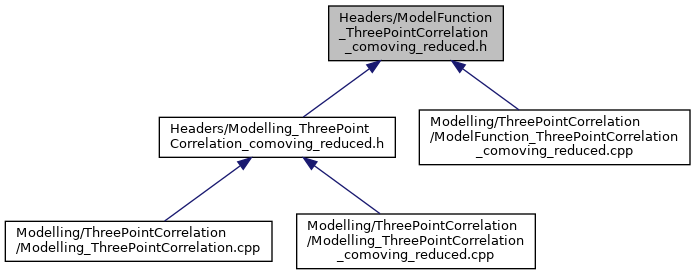 Headers/ModelFunction
_ThreePointCorrelation
_comoving_reduced.h
Headers/Modelling_ThreePoint
Correlation_comoving_reduced.h
Modelling/ThreePointCorrelation
/ModelFunction_ThreePointCorrelation
_comoving_reduced.cpp
Modelling/ThreePointCorrelation
/Modelling_ThreePointCorrelation.cpp
Modelling/ThreePointCorrelation
/Modelling_ThreePointCorrelation
_comoving_reduced.cpp